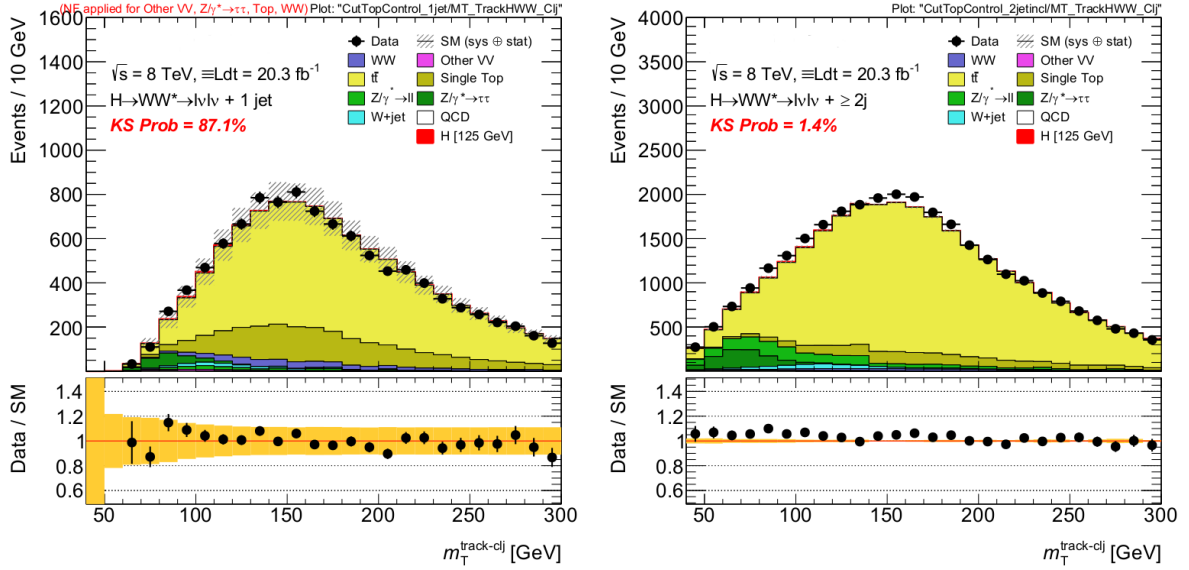 (NF applied for Other VV, Z/γ*→ττ, Top, WW) Plot: "CutTopControl_1jet/MT_TrackHWW_Clj"
Events / 10 GeV
1600
1400
1200
1000
800
600
400
200
Data
SM (sys ⊕ stat)
WW
Other VV
tt̄
Single Top
Z/γ*→ll
Z/γ*→ττ
W+jet
QCD
H [125 GeV]
√s = 8 TeV, ≡Ldt = 20.3 fb⁻¹
H→WW*→lνlν + 1 jet
KS Prob = 87.1%
Data / SM
1.4
1.2
1
0.8
0.6
50 100 150 200 250 300
m_T^track-clj [GeV]
Plot: "CutTopControl_2jetincl/MT_TrackHWW_Clj"
Events / 10 GeV
4000
3500
3000
2500
2000
1500
1000
500
Data
SM (sys ⊕ stat)
WW
Other VV
tt̄
Single Top
Z/γ*→ll
Z/γ*→ττ
W+jet
QCD
H [125 GeV]
√s = 8 TeV, ≡Ldt = 20.3 fb⁻¹
H→WW*→lνlν + ≥ 2j
KS Prob = 1.4%
Data / SM
1.4
1.2
1
0.8
0.6
50 100 150 200 250 300
m_T^track-clj [GeV]